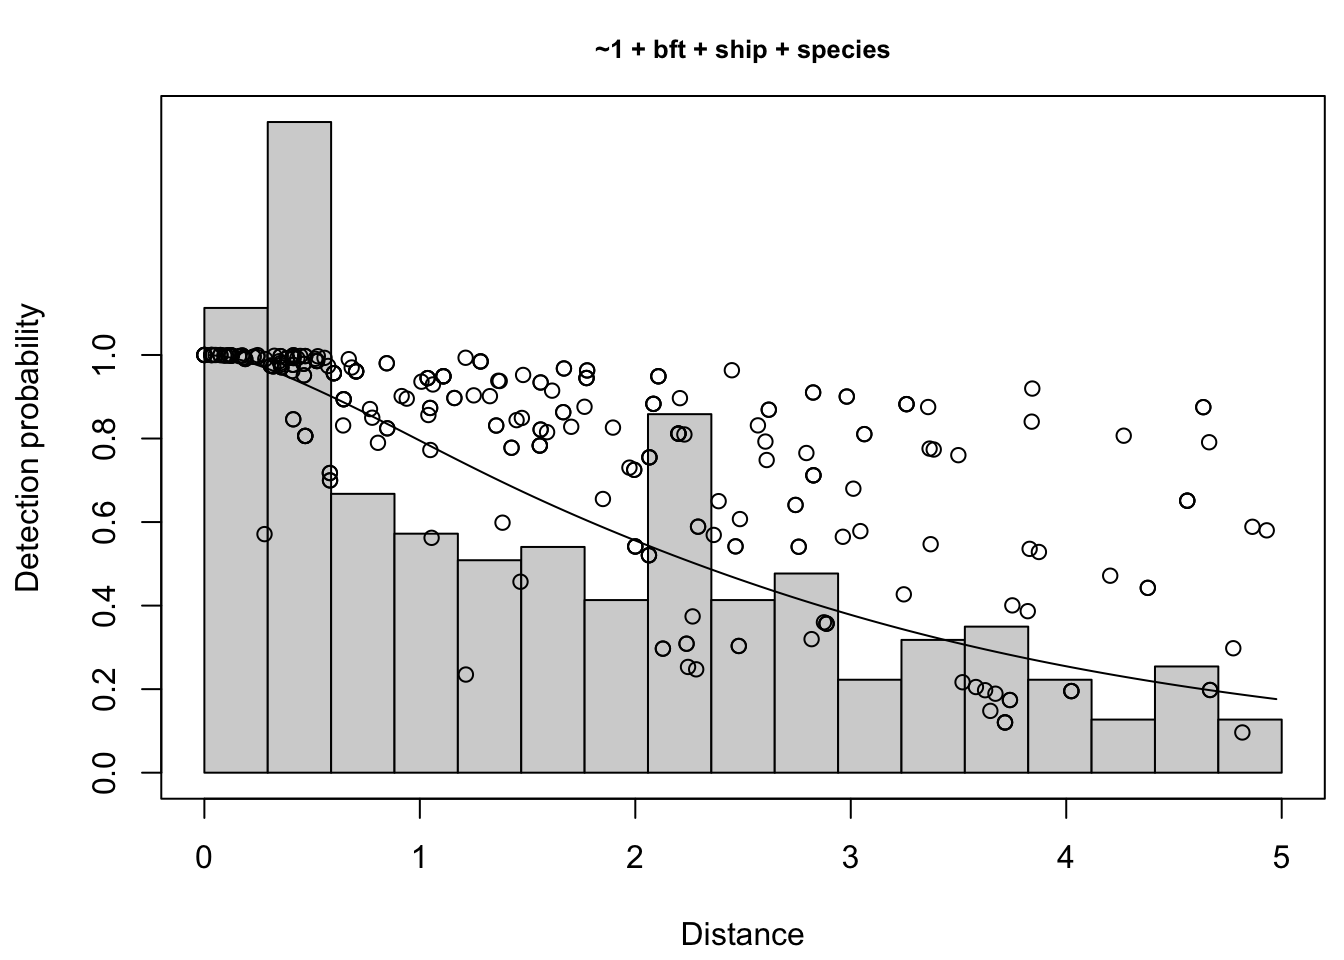 ~1 + bft + ship + species
Detection probability
1.0
0.8
0.6
0.4
0.2
0.0
0 1 2 3 4 5
Distance